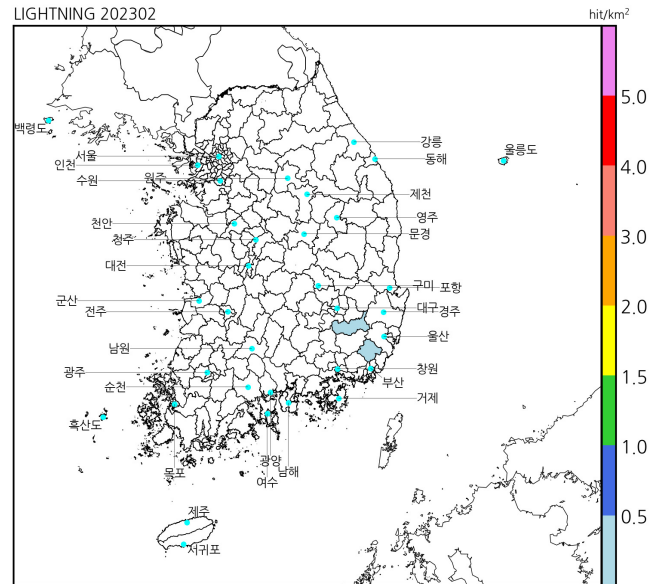 LIGHTNING 202302
hit/km²
5.0
4.0
3.0
2.0
1.5
1.0
0.5
백령도
서울
인천
수원
원주
강릉
동해
울릉도
제천
영주
문경
천안
청주
대전
군산
전주
구미
포항
대구
경주
울산
남원
광주
순천
창원
부산
거제
흑산도
목포
광양
남해
여수
제주
서귀포